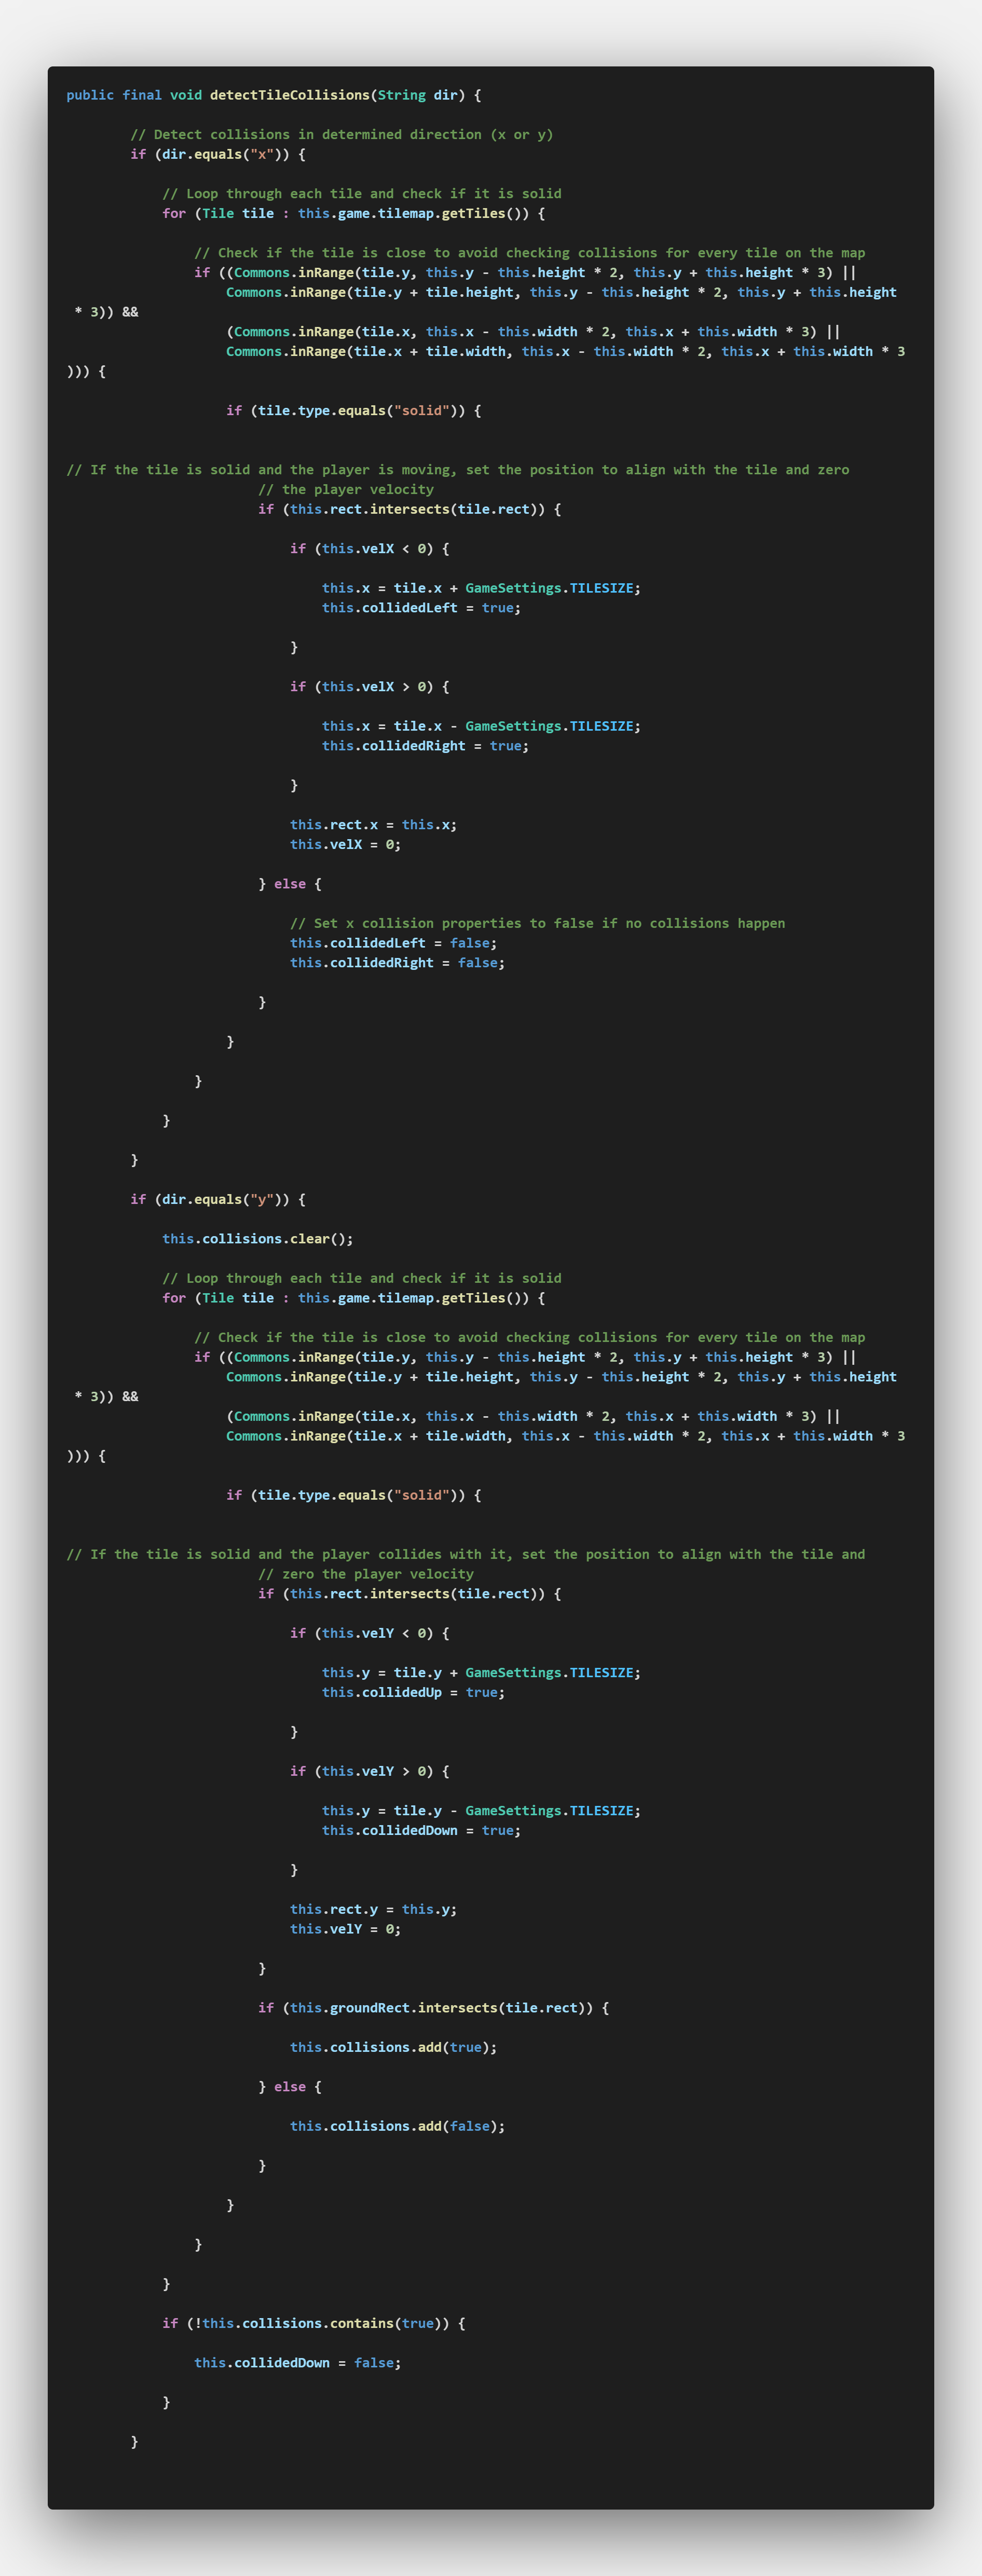 public final void detectTileCollisions(String dir) {
// Detect collisions in determined direction (x or y)
if (dir.equals("x")) {
// Loop through each tile and check if it is solid
for (Tile tile : this.game.tilemap.getTiles()) {
// Check if the tile is close to avoid checking collisions for every tile on the map
if ((Commons.inRange(tile.y, this.y - this.height * 2, this.y + this.height * 3) ||
Commons.inRange(tile.y + tile.height, this.y - this.height * 2, this.y + this.height
* 3)) &&
(Commons.inRange(tile.x, this.x - this.width * 2, this.x + this.width * 3) ||
Commons.inRange(tile.x + tile.width, this.x - this.width * 2, this.x + this.width * 3
))) {
if (tile.type.equals("solid")) {
// If the tile is solid and the player is moving, set the position to align with the tile and zero
// the player velocity
if (this.rect.intersects(tile.rect)) {
if (this.velX < 0) {
this.x = tile.x + GameSettings.TILESIZE;
this.collidedLeft = true;
}
if (this.velX > 0) {
this.x = tile.x - GameSettings.TILESIZE;
this.collidedRight = true;
}
this.rect.x = this.x;
this.velX = 0;
} else {
// Set x collision properties to false if no collisions happen
this.collidedLeft = false;
this.collidedRight = false;
}
}
}
}
}
if (dir.equals("y")) {
this.collisions.clear();
// Loop through each tile and check if it is solid
for (Tile tile : this.game.tilemap.getTiles()) {
// Check if the tile is close to avoid checking collisions for every tile on the map
if ((Commons.inRange(tile.y, this.y - this.height * 2, this.y + this.height * 3) ||
Commons.inRange(tile.y + tile.height, this.y - this.height * 2, this.y + this.height
* 3)) &&
(Commons.inRange(tile.x, this.x - this.width * 2, this.x + this.width * 3) ||
Commons.inRange(tile.x + tile.width, this.x - this.width * 2, this.x + this.width * 3
))) {
if (tile.type.equals("solid")) {
// If the tile is solid and the player collides with it, set the position to align with the tile and
// zero the player velocity
if (this.rect.intersects(tile.rect)) {
if (this.velY < 0) {
this.y = tile.y + GameSettings.TILESIZE;
this.collidedUp = true;
}
if (this.velY > 0) {
this.y = tile.y - GameSettings.TILESIZE;
this.collidedDown = true;
}
this.rect.y = this.y;
this.velY = 0;
}
if (this.groundRect.intersects(tile.rect)) {
this.collisions.add(true);
} else {
this.collisions.add(false);
}
}
}
}
if (!this.collisions.contains(true)) {
this.collidedDown = false;
}
}